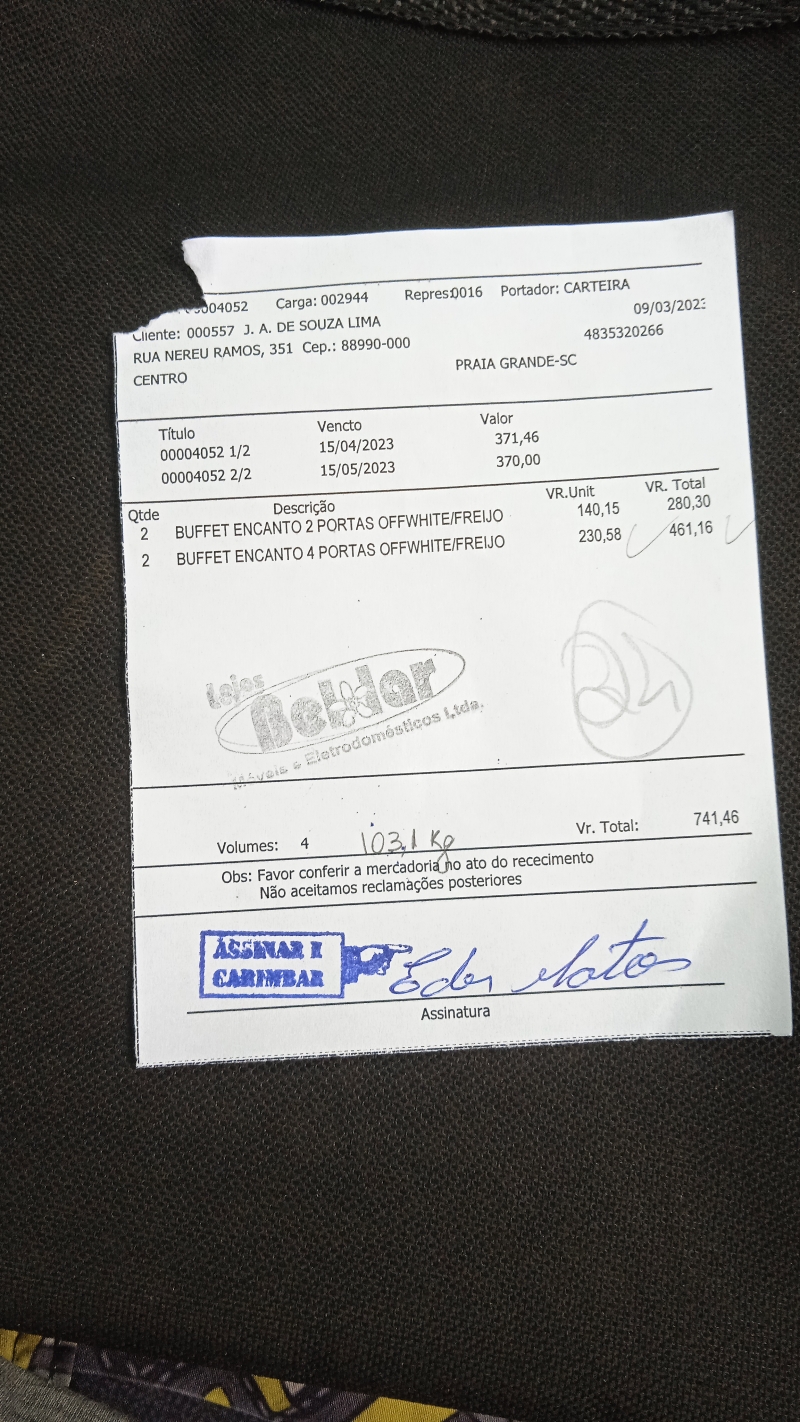 004052 Carga: 002944 Repres:0016 Portador: CARTEIRA
Cliente: 000557 J. A. DE SOUZA LIMA 09/03/2023
RUA NEREU RAMOS, 351 Cep.: 88990-000 4835320266
CENTRO PRAIA GRANDE-SC
Título Vencto Valor
00004052 1/2 15/04/2023 371,46
00004052 2/2 15/05/2023 370,00
Qtde Descrição VR.Unit VR. Total
2 BUFFET ENCANTO 2 PORTAS OFFWHITE/FREIJO 140,15 280,30
2 BUFFET ENCANTO 4 PORTAS OFFWHITE/FREIJO 230,58 461,16
Lojas
Móveis e Eletrodomésticos Ltda.
Volumes: 4 103,1 Kg Vr. Total: 741,46
Obs: Favor conferir a mercadoria no ato do rececimento
Não aceitamos reclamações posteriores
ASSINAR E
CARIMBAR
Eder Matos
Assinatura